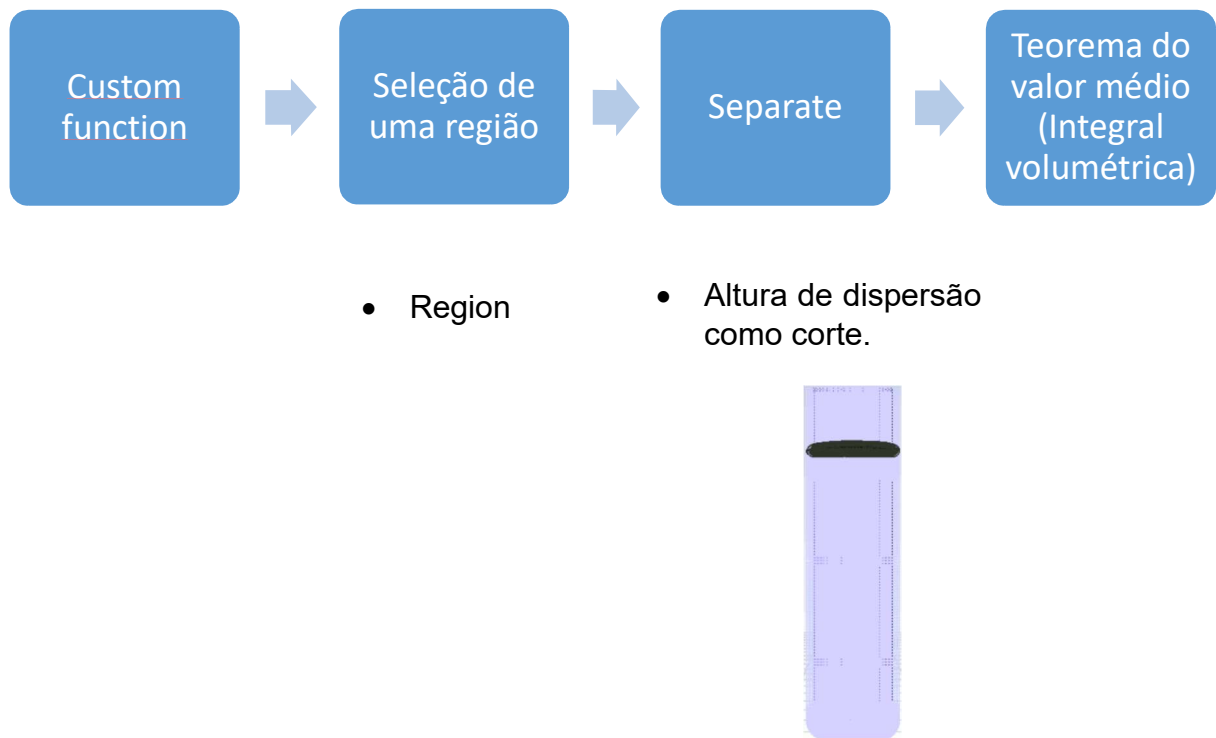 Custom
function
Seleção de
uma região
Separate
Teorema do
valor médio
(Integral
volumétrica)
• Region
• Altura de dispersão
como corte.